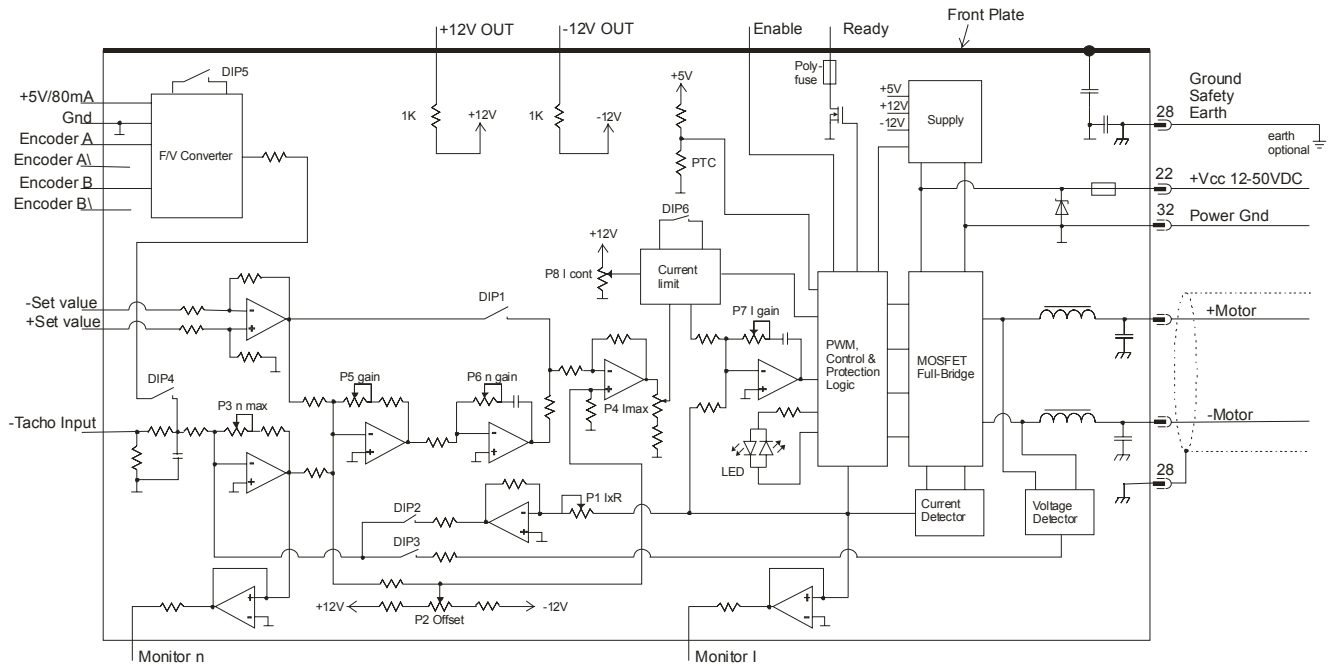 Front Plate
+12V OUT
-12V OUT
Enable
Ready
DIP5
Poly-
fuse
+5V
+5V/80mA
Gnd
Encoder A
Encoder A\
Encoder B
Encoder B\
F/V Converter
1K
+12V
1K
-12V
PTC
+5V
+12V
-12V
Supply
Ground
Safety
Earth
28
earth
optional
22
+Vcc 12-50VDC
32
Power Gnd
DIP6
+12V
P8 I cont
Current
limit
-Set value
+Set value
DIP1
P7 I gain
PWM,
Control &
Protection
Logic
MOSFET
Full-Bridge
+Motor
DIP4
P5 gain
P6 n gain
P4 Imax
P3 n max
-Tacho Input
-Motor
LED
28
DIP2
P1 IxR
Current
Detector
Voltage
Detector
DIP3
+12V
P2 Offset
-12V
Monitor n
Monitor I